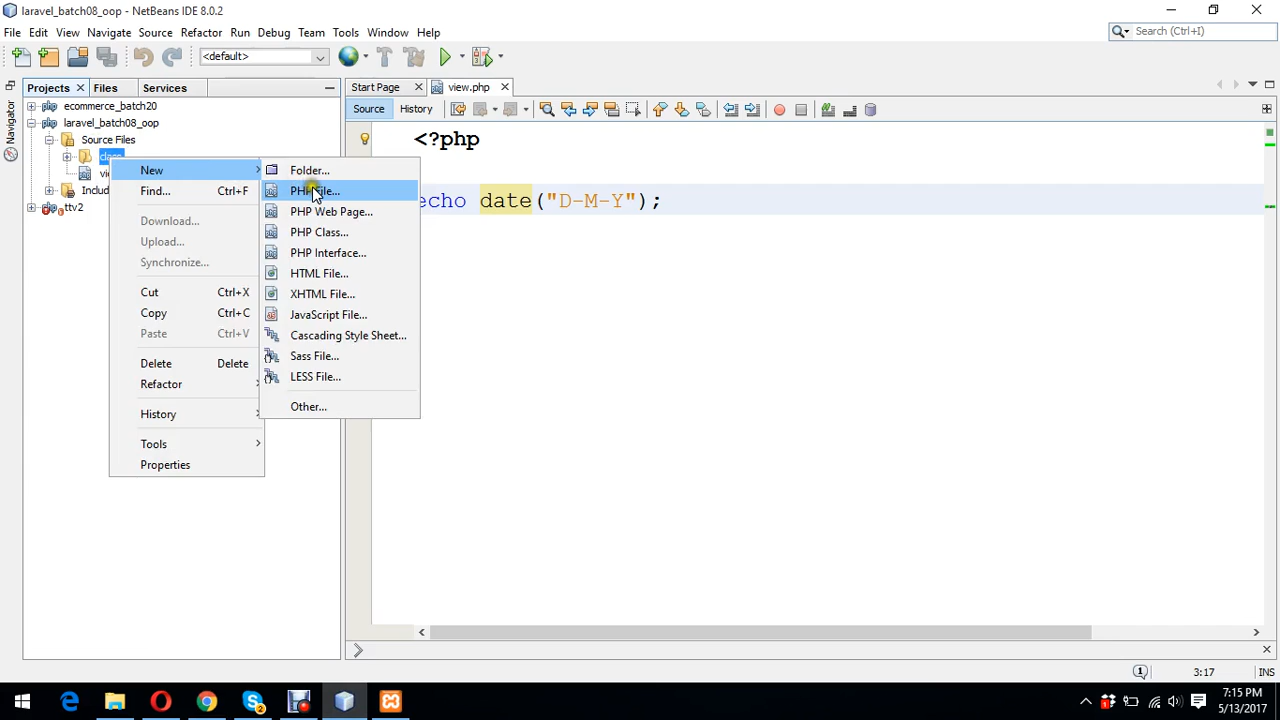 laravel_batch08_oop - NetBeans IDE 8.0.2
File Edit View Navigate Source Refactor Run Debug Team Tools Window Help
Search (Ctrl+I)
<default>
Projects Files Services
Start Page view.php
Navigator
Source History
ecommerce_batch20
laravel_batch08_oop
Source Files
ttv2
New
Find... Ctrl+F
Download...
Upload...
Synchronize...
Cut Ctrl+X
Copy Ctrl+C
Paste Ctrl+V
Delete Delete
Refactor
History
Tools
Properties
Folder...
PHP File...
PHP Web Page...
PHP Class...
PHP Interface...
HTML File...
XHTML File...
JavaScript File...
Cascading Style Sheet...
Sass File...
LESS File...
Other...
<?php
echo date("D-M-Y");
3:17 INS
7:15 PM
5/13/2017